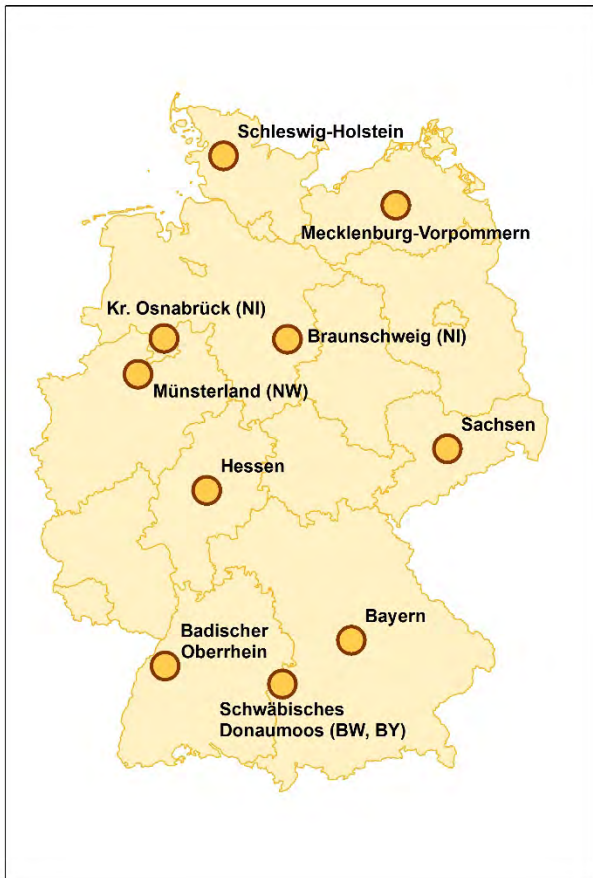 Schleswig-Holstein
Mecklenburg-Vorpommern
Kr. Osnabrück (NI)
Braunschweig (NI)
Münsterland (NW)
Sachsen
Hessen
Bayern
Badischer
Oberrhein
Schwäbisches
Donaumoos (BW, BY)